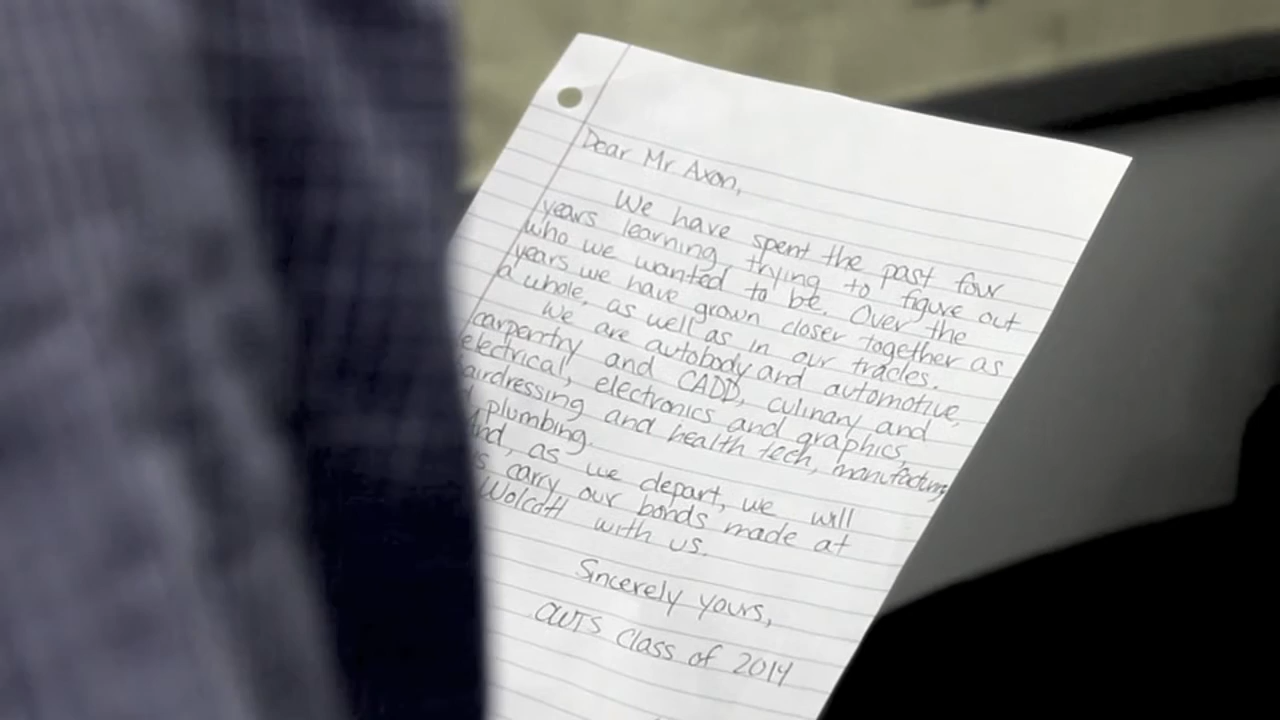 Dear Mr Axon,
We have spent the past four
years learning, trying to figure out
who we wanted to be. Over the
years we have grown closer together as
a whole, as well as in our trades.
We are autobody and automotive,
carpentry and CADD, culinary and
electrical, electronics and graphics,
airdressing and health tech, manufacturing
plumbing.
nd, as we depart, we will
s carry our bonds made at
Wolcott with us.
Sincerely yours,
OWTS Class of 2014